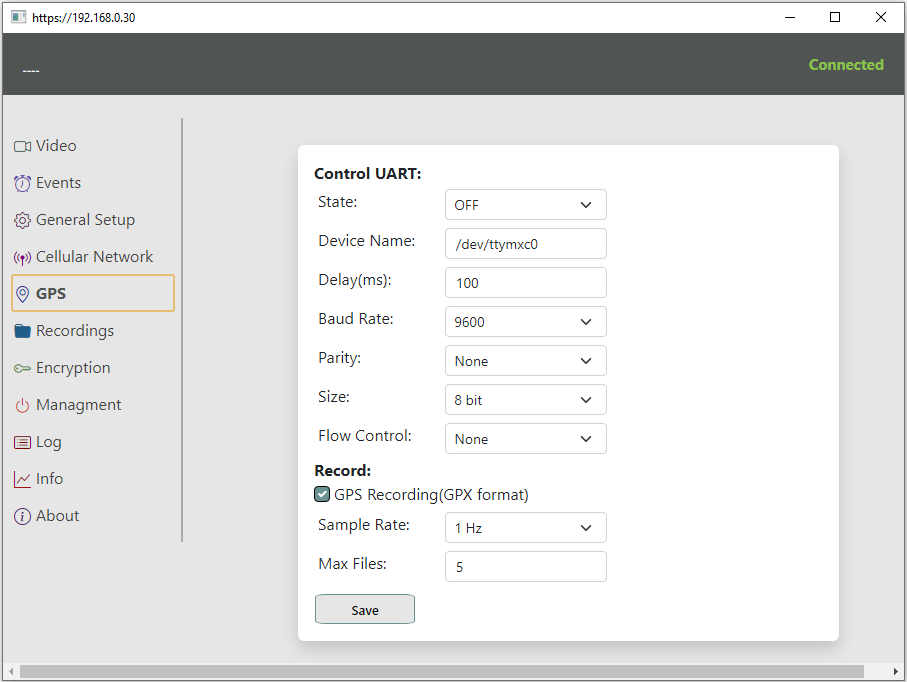 https://192.168.0.30
----
Connected
Video
Events
General Setup
Cellular Network
GPS
Recordings
Encryption
Managment
Log
Info
About
Control UART:
State: OFF
Device Name: /dev/ttymxc0
Delay(ms): 100
Baud Rate: 9600
Parity: None
Size: 8 bit
Flow Control: None
Record:
GPS Recording(GPX format)
Sample Rate: 1 Hz
Max Files: 5
Save